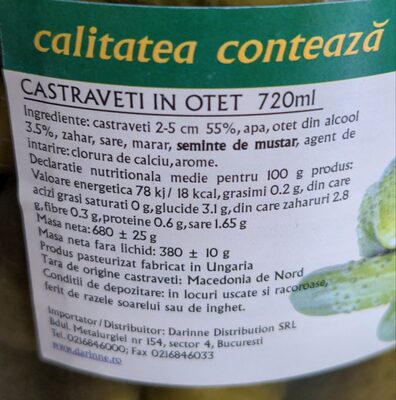 calitatea contează
CASTRAVETI IN OTET 720ml
Ingrediente: castraveti 2-5 cm 55%, apa, otet din alcool
3.5%, zahar, sare, marar, seminte de mustar, agent de
intarire: clorura de calciu, arome.
Declaratie nutritionala medie pentru 100 g produs:
Valoare energetica 78 kj/ 18 kcal, grasimi 0.2 g, din care
acizi grasi saturati 0 g, glucide 3.1 g, din care zaharuri 2.8
g, fibre 0.3 g, proteine 0.6 g, sare 1.65 g
Masa neta: 680 ± 25 g
Masa neta fara lichid: 380 ± 10 g
Produs pasteurizat fabricat in Ungaria
Tara de origine castraveti: Macedonia de Nord
Conditii de depozitare: in locuri uscate si racoroase,
ferit de razele soarelui sau de inghet.
Importator / Distribuitor: Darinne Distribution SRL
Bdul. Metalurgiei nr 154, sector 4, Bucuresti
Tel. 0216846000; Fax 0216846033
www.darinne.ro